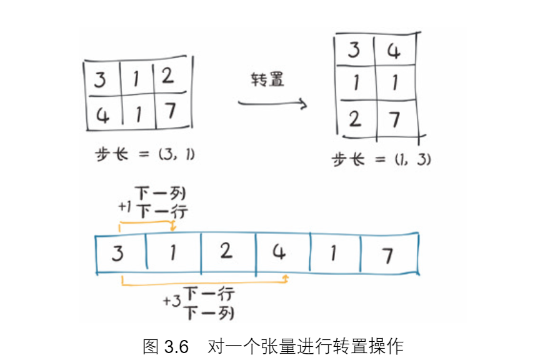 3 1 2
4 1 7
步长 = (3, 1)
转置
3 4
1 1
2 7
步长 = (1, 3)
+1 下一列
下一行
3 1 2 4 1 7
+3 下一行
下一列
图 3.6 对一个张量进行转置操作